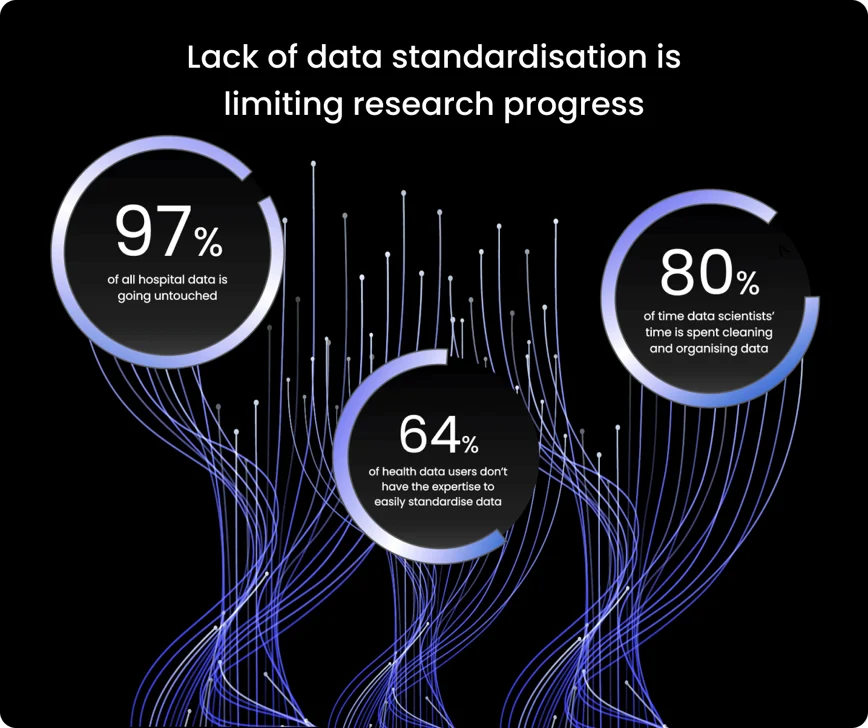 Lack of data standardisation is
limiting research progress
97%
of all hospital data is
going untouched
80%
of time data scientists’
time is spent cleaning
and organising data
64%
of health data users don’t
have the expertise to
easily standardise data